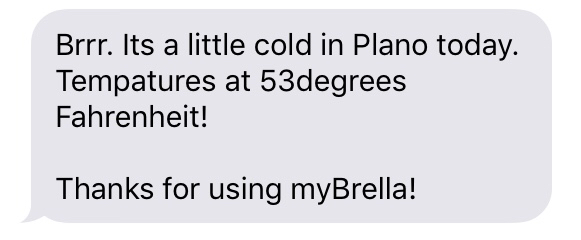 Brrr. Its a little cold in Plano today.
Tempatures at 53degrees
Fahrenheit!
Thanks for using myBrella!